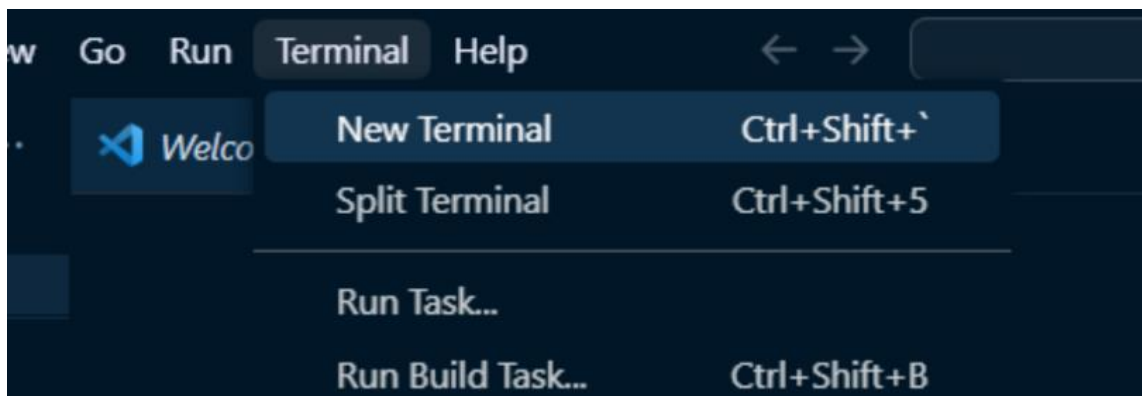 ew Go Run Terminal Help
Welco
New Terminal Ctrl+Shift+`
Split Terminal Ctrl+Shift+5
Run Task...
Run Build Task... Ctrl+Shift+B